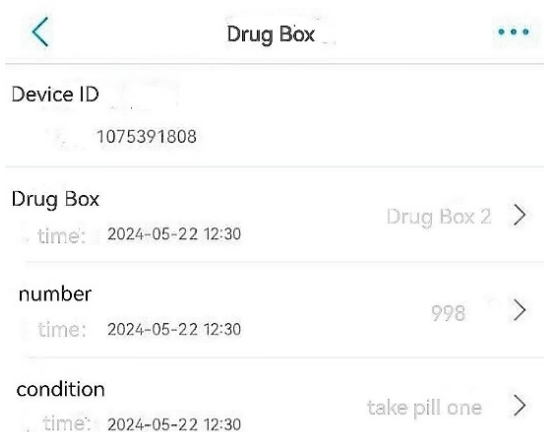 Drug Box
Device ID
1075391808
Drug Box
Drug Box 2
time: 2024-05-22 12:30
number
998
time: 2024-05-22 12:30
condition
take pill one
time: 2024-05-22 12:30